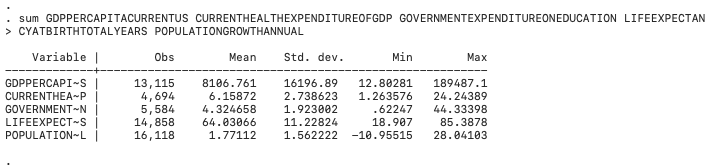 .
. sum GDPPERCAPITACURRENTUS CURRENTHEALTHEXPENDITUREOFGDP GOVERNMENTEXPENDITUREONEDUCATION LIFEEXPECTAN
> CYATBIRTHTOTALYEARS POPULATIONGROWTHANNUAL
    Variable |        Obs        Mean    Std. dev.       Min        Max
-------------+---------------------------------------------------------
GDPPERCAPI~S |     13,115    8106.761    16196.89   12.80281   189487.1
CURRENTHEA~P |      4,694     6.15872    2.738623   1.263576   24.24389
GOVERNMENT~N |      5,584    4.324658    1.923002     .62247   44.33398
LIFEEXPECT~S |     14,858    64.03066    11.22824     18.907    85.3878
POPULATION~L |     16,118     1.77112    1.562222  -10.95515   28.04103
.